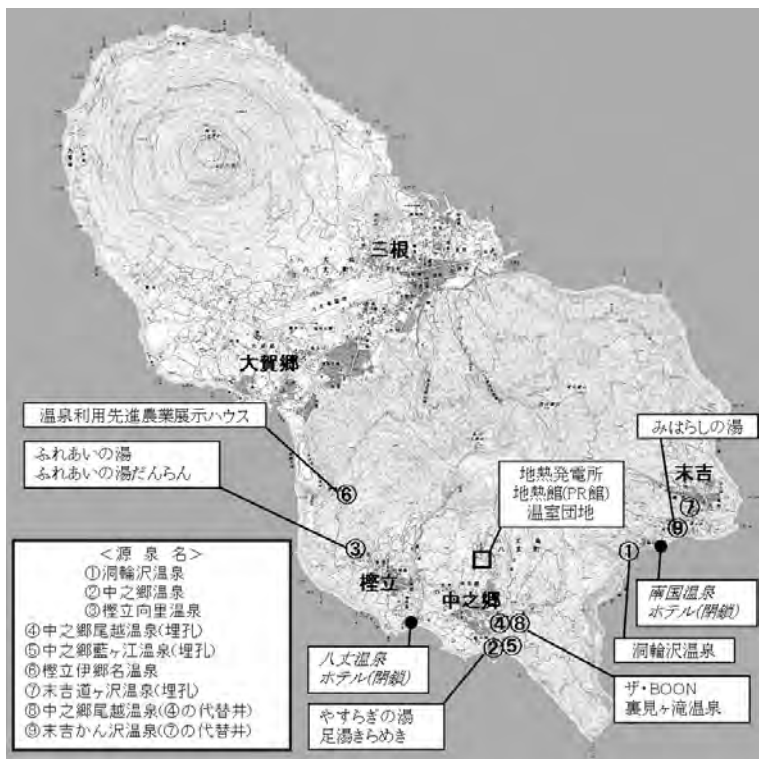 三根
大賀郷
温泉利用先進農業展示ハウス
みはらしの湯
ふれあいの湯
ふれあいの湯だんらん
地熱発電所
地熱館(PR館)
温室団地
末吉
⑦
⑨
⑥
③
①
樫立
中之郷
④⑧
②⑤
南国温泉
ホテル(閉鎖)
八丈温泉
ホテル(閉鎖)
洞輪沢温泉
やすらぎの湯
足湯きらめき
ザ・BOON
裏見ヶ滝温泉
<源泉名>
①洞輪沢温泉
②中之郷温泉
③樫立向里温泉
④中之郷尾越温泉(埋孔)
⑤中之郷藍ヶ江温泉(埋孔)
⑥樫立伊郷名温泉
⑦末吉道ヶ沢温泉(埋孔)
⑧中之郷尾越温泉(④の代替井)
⑨末吉かん沢温泉(⑦の代替井)